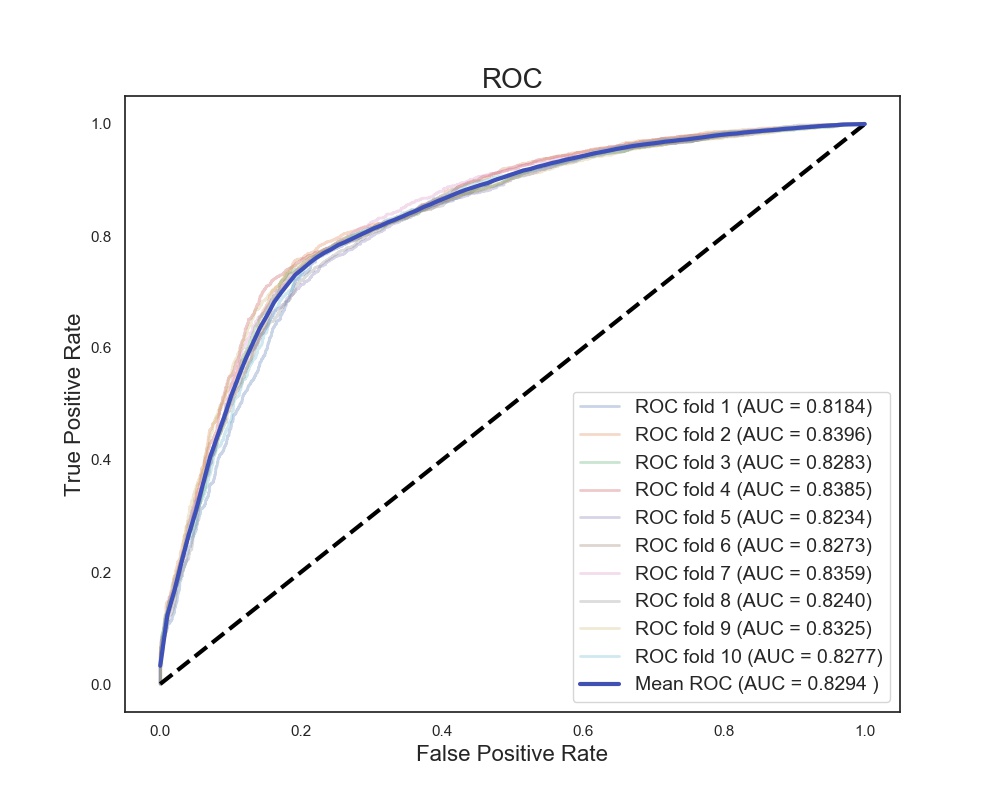 ROC
True Positive Rate
1.0
0.8
0.6
0.4
0.2
0.0
ROC fold 1 (AUC = 0.8184)
ROC fold 2 (AUC = 0.8396)
ROC fold 3 (AUC = 0.8283)
ROC fold 4 (AUC = 0.8385)
ROC fold 5 (AUC = 0.8234)
ROC fold 6 (AUC = 0.8273)
ROC fold 7 (AUC = 0.8359)
ROC fold 8 (AUC = 0.8240)
ROC fold 9 (AUC = 0.8325)
ROC fold 10 (AUC = 0.8277)
Mean ROC (AUC = 0.8294 )
0.0 0.2 0.4 0.6 0.8 1.0
False Positive Rate